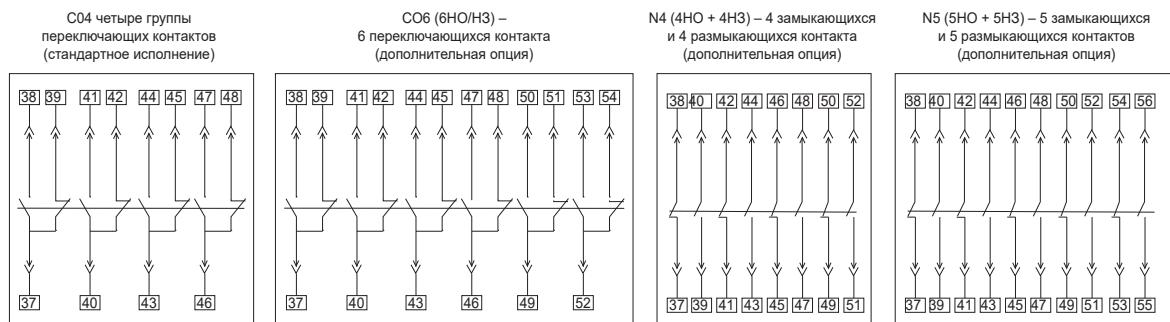 C04 четыре группы
переключающих контактов
(стандартное исполнение)
38 39 41 42 44 45 47 48
37 40 43 46
CO6 (6НО/НЗ) –
6 переключающихся контакта
(дополнительная опция)
38 39 41 42 44 45 47 48 50 51 53 54
37 40 43 46 49 52
N4 (4НО + 4НЗ) – 4 замыкающихся
и 4 размыкающихся контакта
(дополнительная опция)
38 40 42 44 46 48 50 52
37 39 41 43 45 47 49 51
N5 (5НО + 5НЗ) – 5 замыкающихся
и 5 размыкающихся контактов
(дополнительная опция)
38 40 42 44 46 48 50 52 54 56
37 39 41 43 45 47 49 51 53 55